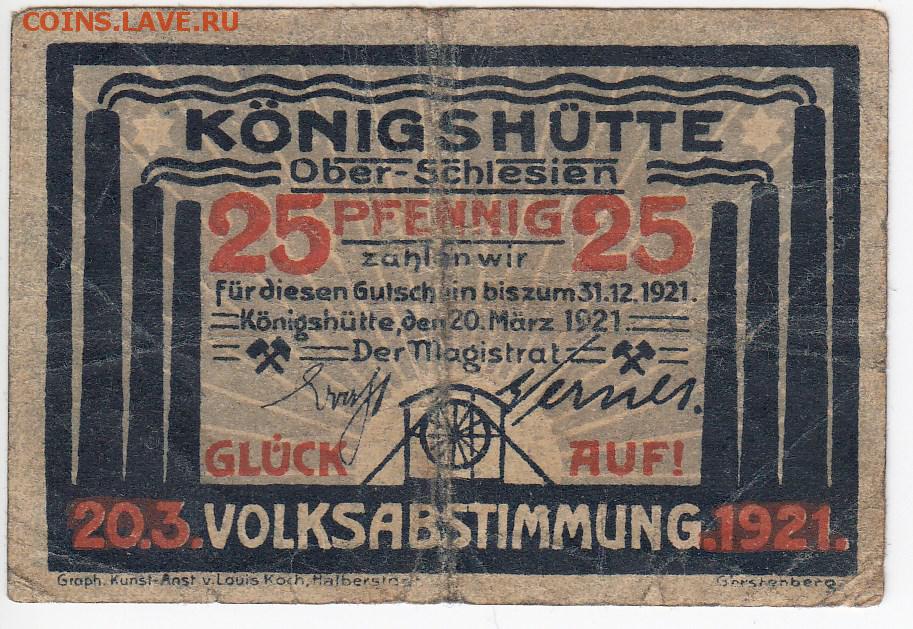 COINS.LAVE.RU
KÖNIGSHÜTTE
Ober-Schlesien
25 PFENNIG 25
zahlen wir
für diesen Gutschein bis zum 31.12.1921.
Königshütte, den 20. März 1921.
Der Magistrat
GLÜCK AUF!
20.3. VOLKSABSTIMMUNG. 1921.
Graph. Kunst-Anst v. Louis Koch, Halberstadt Gerstenberg